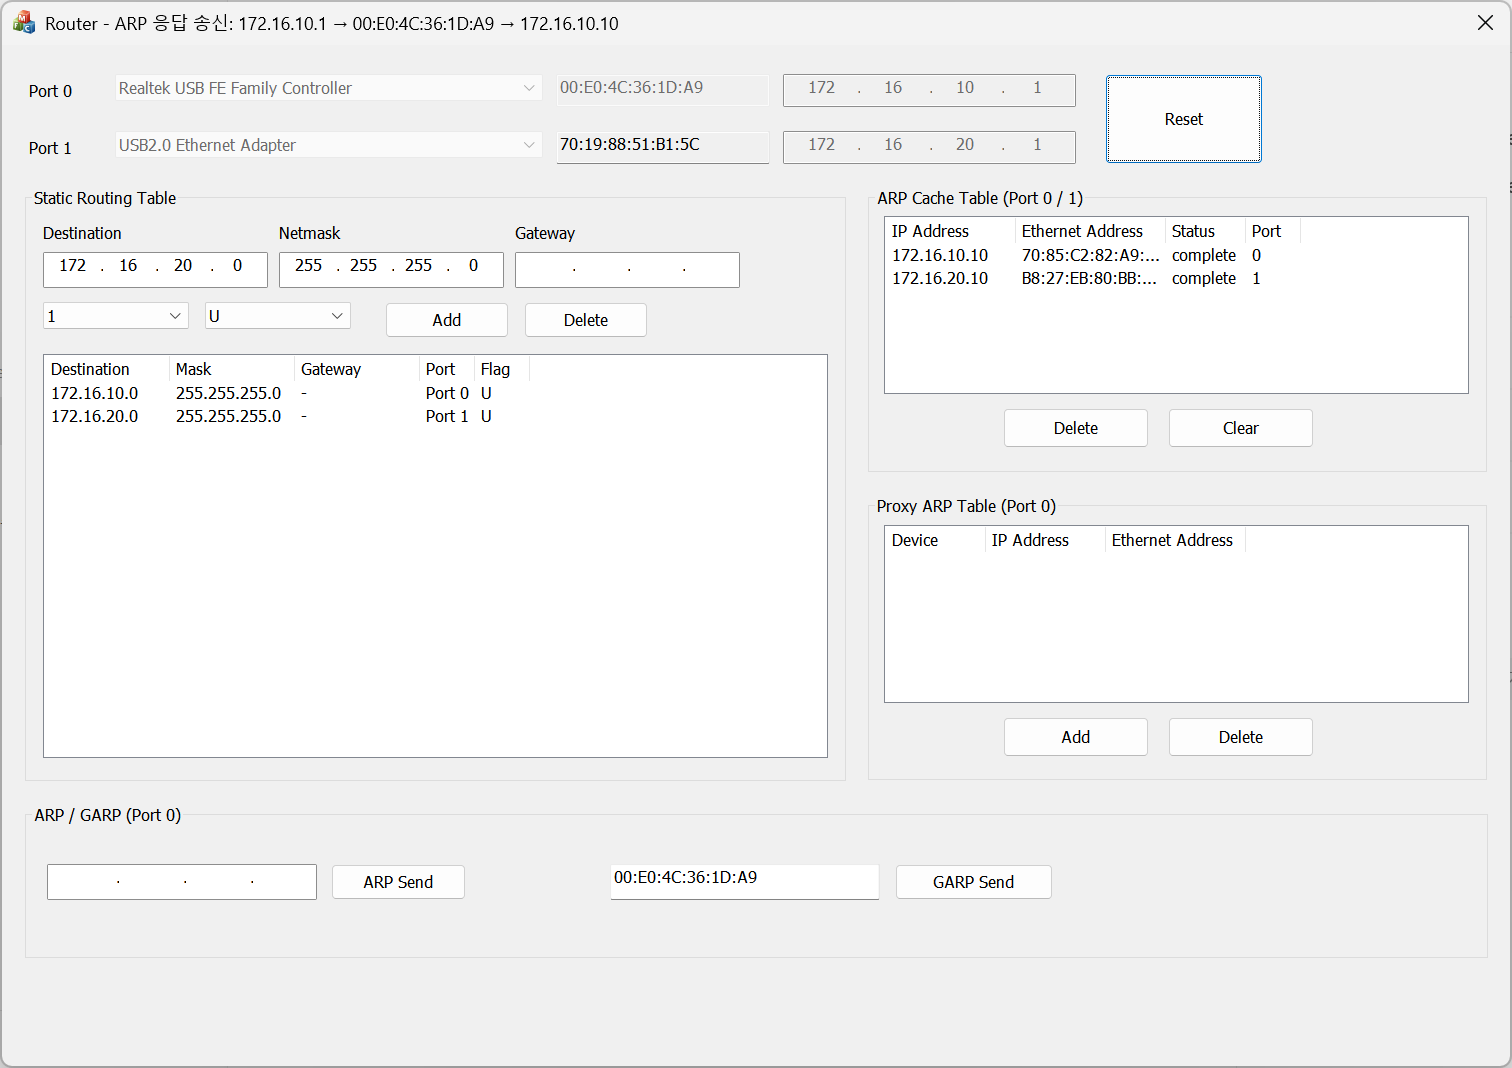 Router - ARP 응답 송신: 172.16.10.1 → 00:E0:4C:36:1D:A9 → 172.16.10.10
Port 0 Realtek USB FE Family Controller 00:E0:4C:36:1D:A9 172 . 16 . 10 . 1
Port 1 USB2.0 Ethernet Adapter 70:19:88:51:B1:5C 172 . 16 . 20 . 1
Reset
Static Routing Table
Destination Netmask Gateway
172 . 16 . 20 . 0 255 . 255 . 255 . 0 . . .
1 U Add Delete
Destination Mask Gateway Port Flag
172.16.10.0 255.255.255.0 - Port 0 U
172.16.20.0 255.255.255.0 - Port 1 U
ARP Cache Table (Port 0 / 1)
IP Address Ethernet Address Status Port
172.16.10.10 70:85:C2:82:A9:... complete 0
172.16.20.10 B8:27:EB:80:BB:... complete 1
Delete Clear
Proxy ARP Table (Port 0)
Device IP Address Ethernet Address
Add Delete
ARP / GARP (Port 0)
. . . ARP Send 00:E0:4C:36:1D:A9 GARP Send